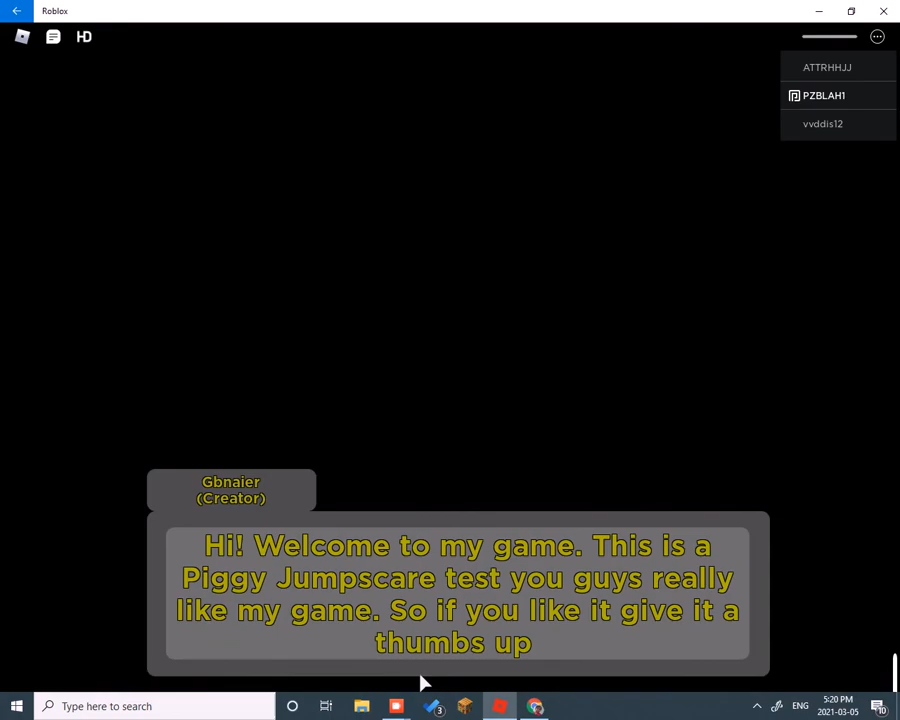 Roblox
HD
ATTRHHJJ
PZBLAH1
vvddis12
Gbnaier
(Creator)
Hi! Welcome to my game. This is a
Piggy Jumpscare test you guys really
like my game. So if you like it give it a
thumbs up
Type here to search
3
ENG
5:20 PM
2021-03-05
10